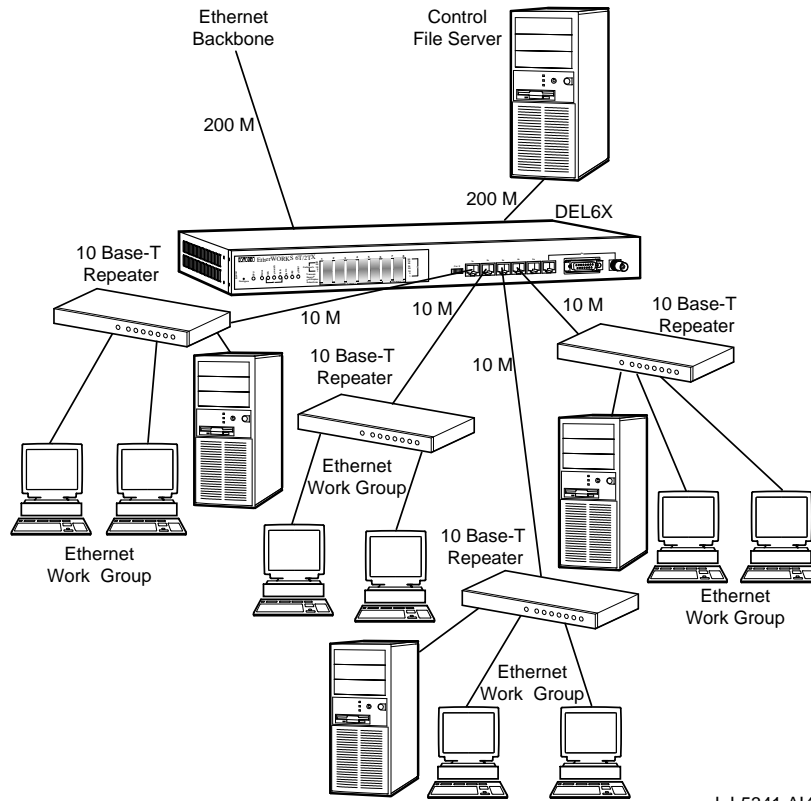 Ethernet
Backbone
Control
File Server
200 M
200 M
DEL6X
EtherWORKS 6T/2TX
10 Base-T
Repeater
10 M
10 M
10 M
10 M
10 Base-T
Repeater
10 Base-T
Repeater
Ethernet
Work Group
Ethernet
Work Group
10 Base-T
Repeater
Ethernet
Work Group
Ethernet
Work Group